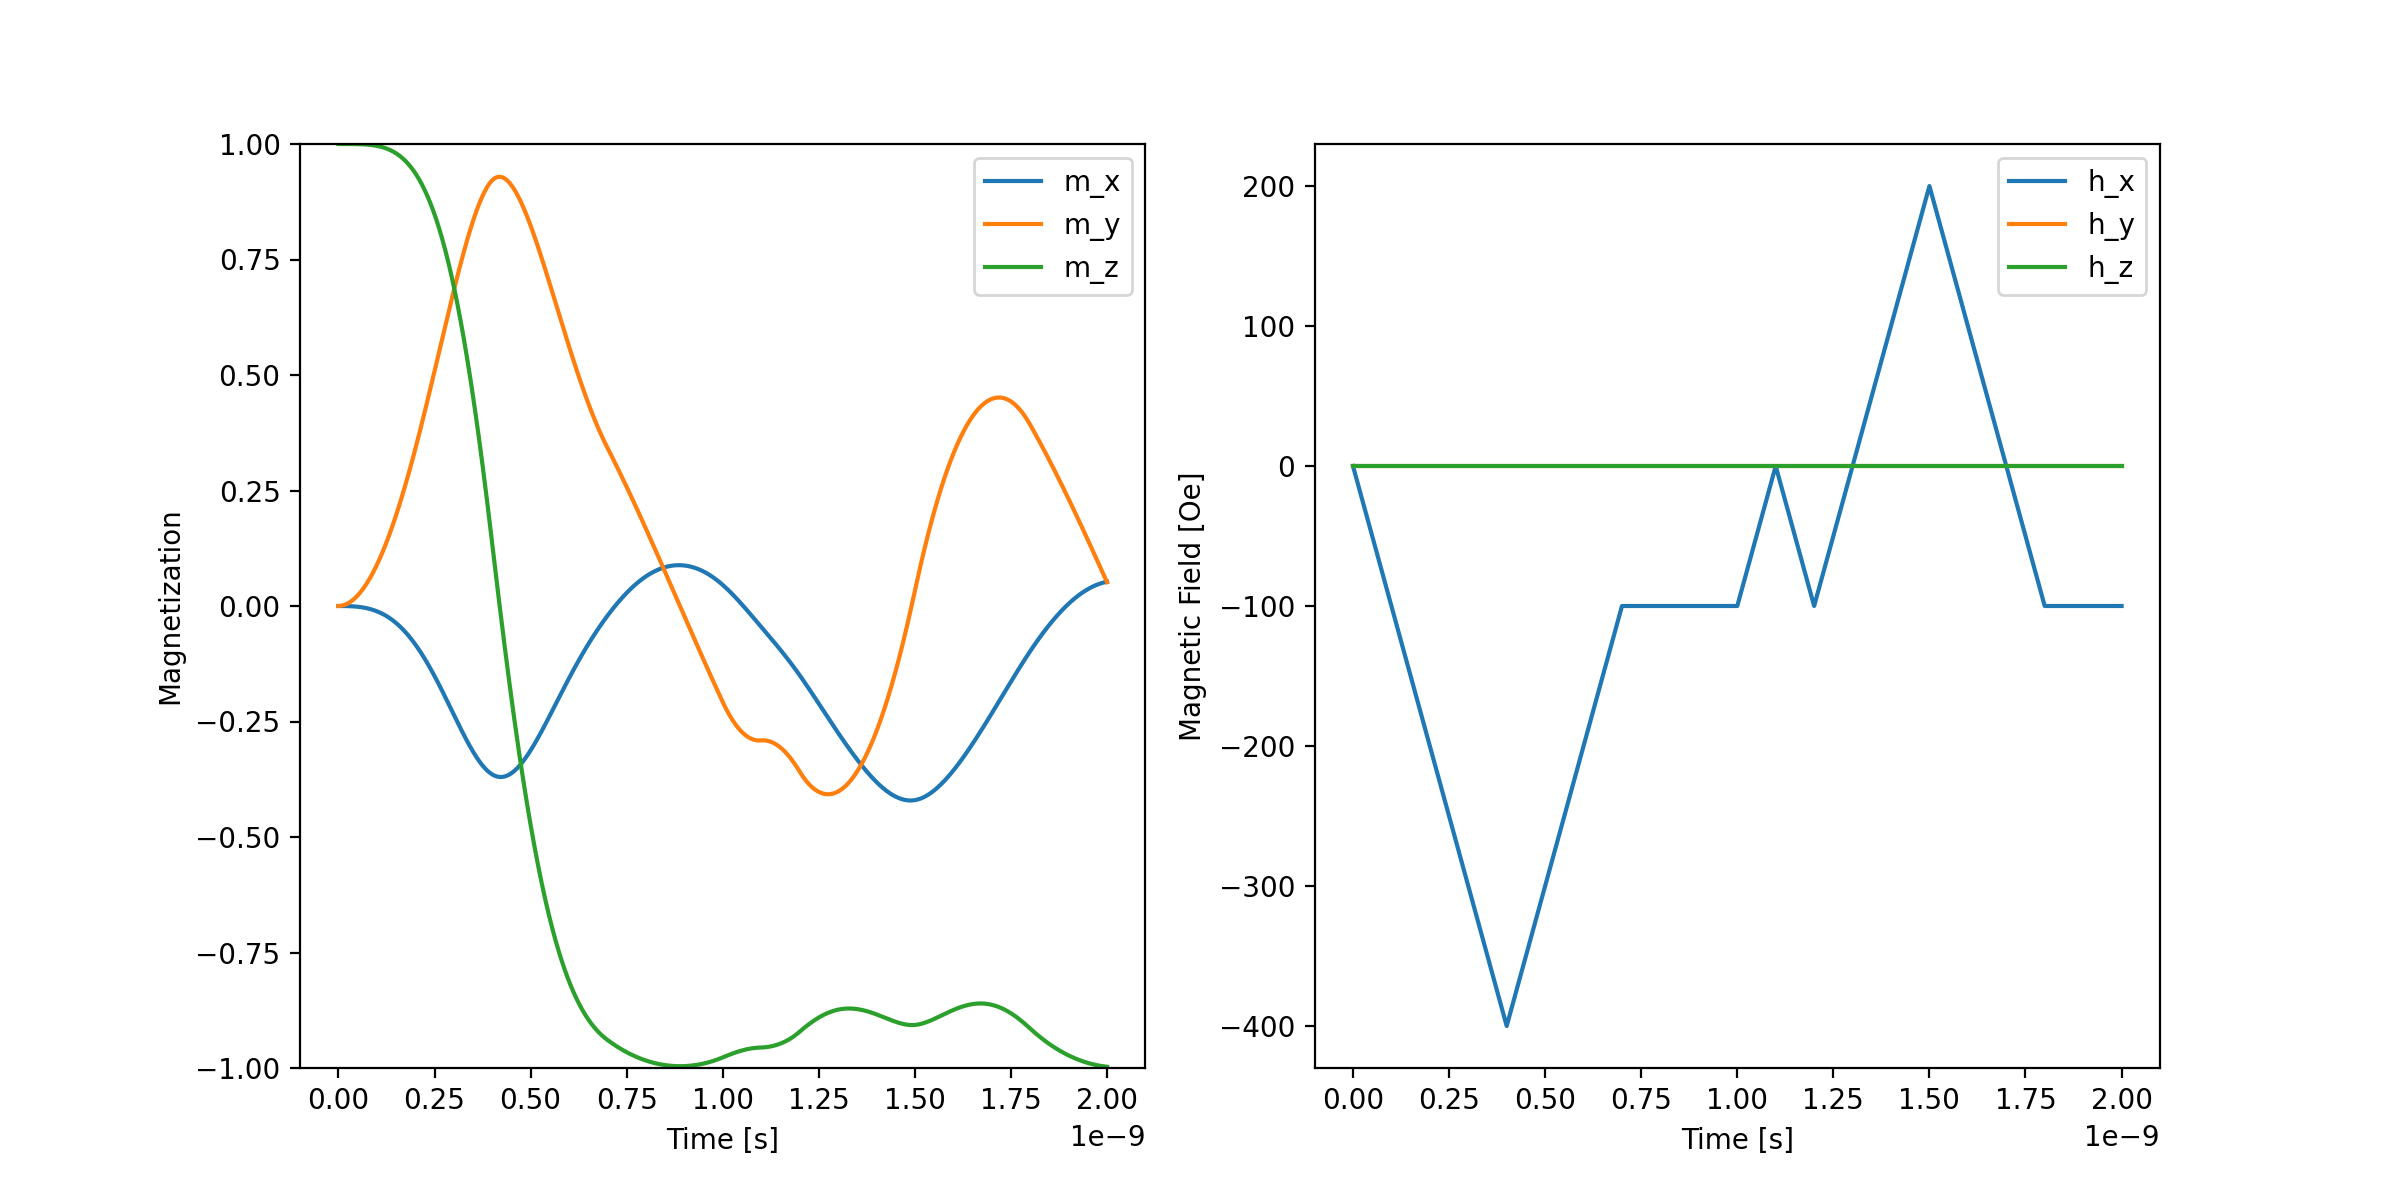 1.00
0.75
0.50
0.25
0.00
−0.25
−0.50
−0.75
−1.00
Magnetization
m_x
m_y
m_z
0.00 0.25 0.50 0.75 1.00 1.25 1.50 1.75 2.00
Time [s]
1e−9
200
100
0
−100
−200
−300
−400
Magnetic Field [Oe]
h_x
h_y
h_z
0.00 0.25 0.50 0.75 1.00 1.25 1.50 1.75 2.00
Time [s]
1e−9